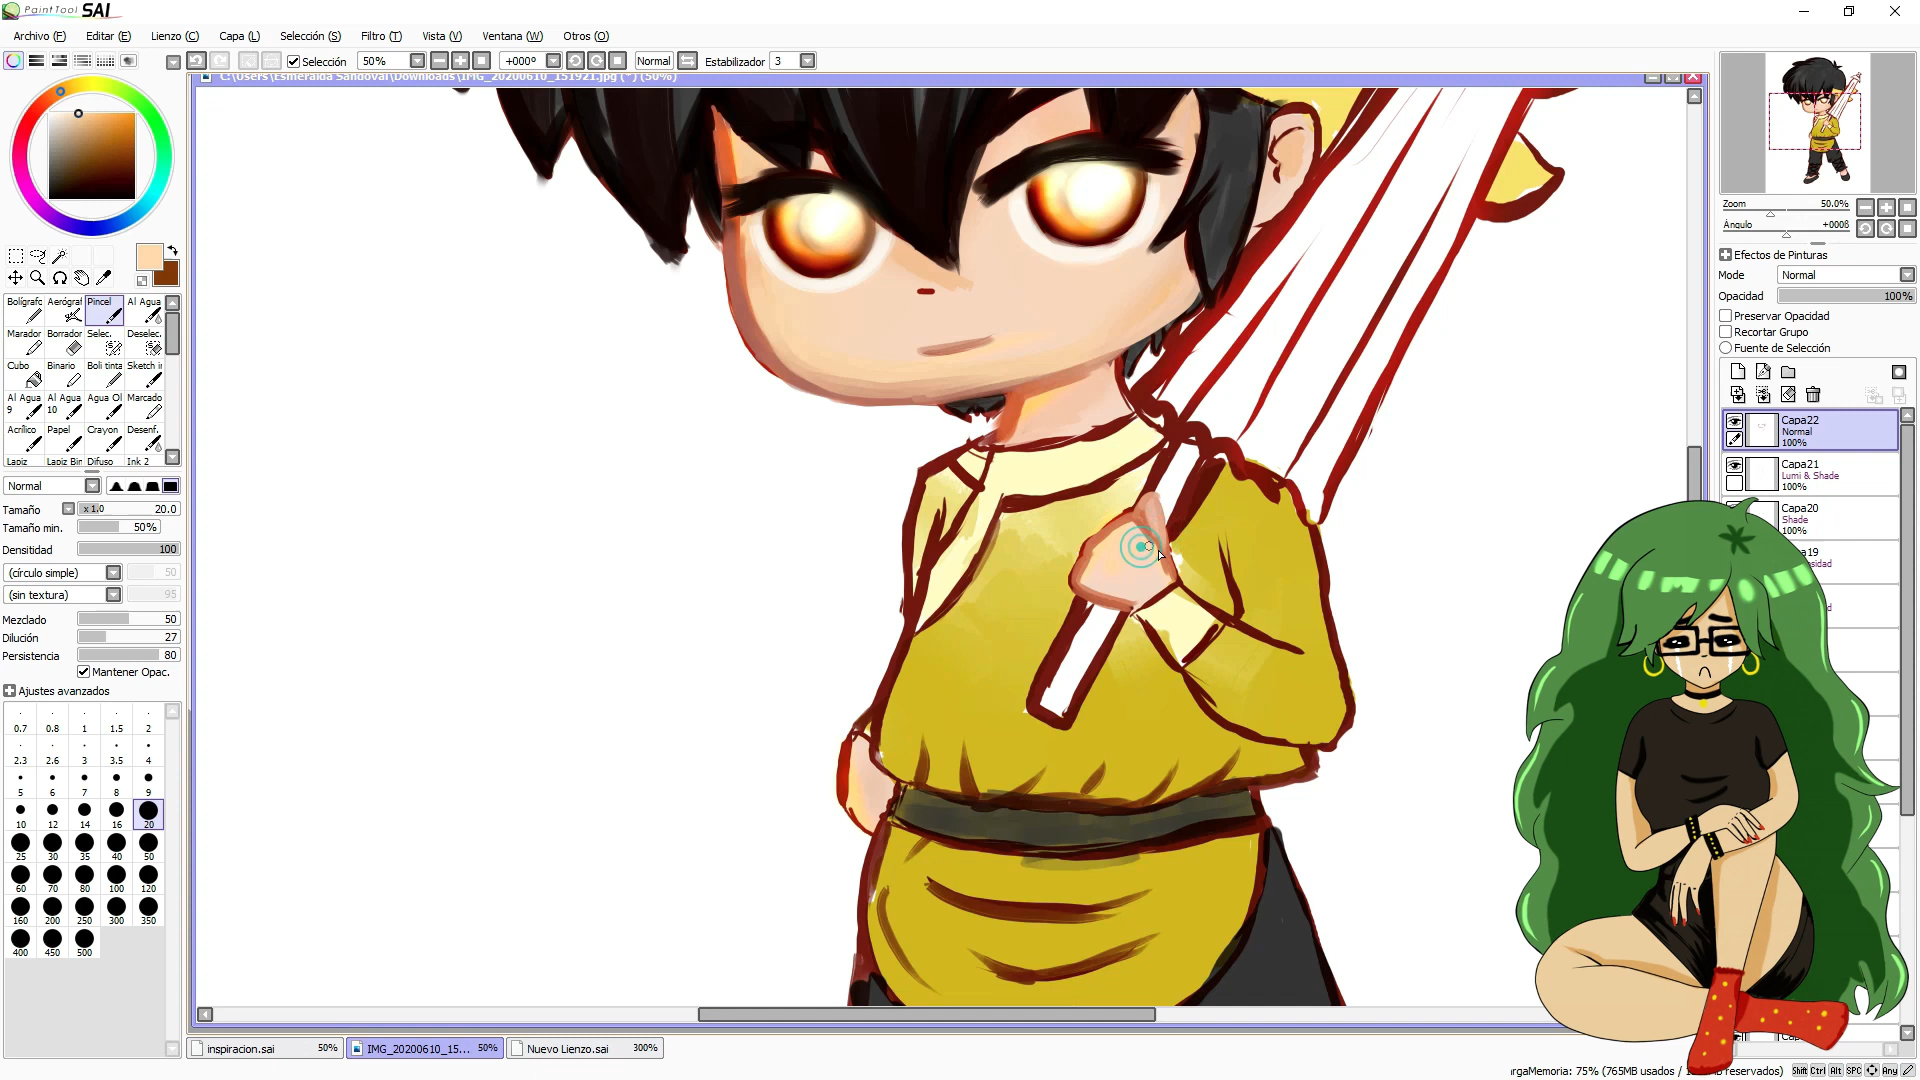 PaintTool SAI
Archivo (F) Editar (E) Lienzo (C) Capa (L) Selección (S) Filtro (T) Vista (V) Ventana (W) Otros (O)
Selección 50% +000º Normal Estabilizador 3
C:\Users\Esmeralda Sandoval\Downloads\IMG_20200610_151921.jpg (*) (50%)
Zoom 50.0%
Ángulo +000ß
Efectos de Pinturas
Mode Normal
Opacidad 100%
Preservar Opacidad
Recortar Grupo
Fuente de Selección
Capa22
Normal
100%
Capa21
Lumi & Shade
100%
Capa20
Shade
100%
Bolígrafo Aerógraf Pincel Al Agua
Marador Borrador Selec. Deselec.
Cubo Binario Boli tinta Sketch in
Al Agua 9 Al Agua 10 Agua Ol Marcado
Acrílico Papel Crayon Desenf.
Lapiz Lapiz Bin Difuso Ink 2
Normal
Tamaño x 1.0 20.0
Tamaño min. 50%
Densitidad 100
(círculo simple) 50
(sin textura) 95
Mezclado 50
Dilución 27
Persistencia 80
Mantener Opac.
Ajustes avanzados
0.7 0.8 1 1.5 2
2.3 2.6 3 3.5 4
5 6 7 8 9
10 12 14 16 20
25 30 35 40 50
60 70 80 100 120
160 200 250 300 350
400 450 500
inspiracion.sai 50% IMG_20200610_15... 50% Nuevo Lienzo.sai 300%
rgaMemoria: 75% (765MB usados / reservados) Shift Ctrl Alt SPC Any